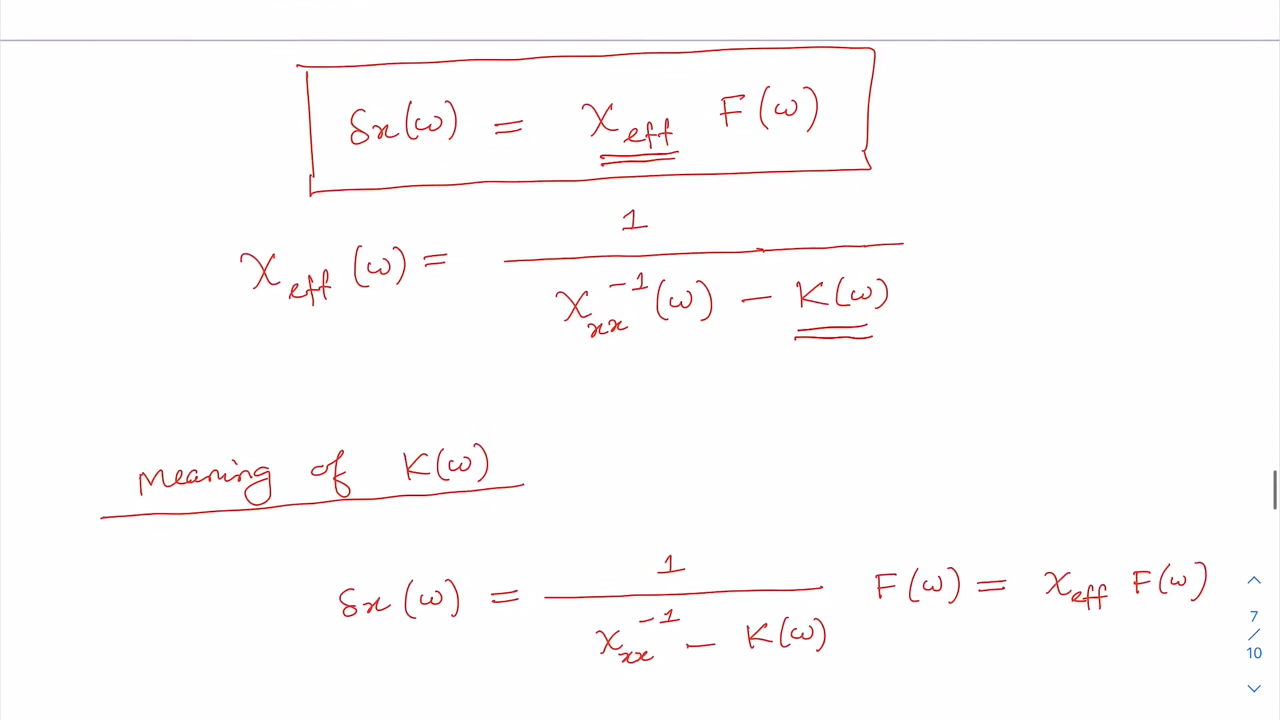 δx(ω) = χ_eff F(ω)
χ_eff (ω) = 1 / (χ_xx^-1 (ω) - K(ω))
Meaning of K(ω)
δx(ω) = 1 / (χ_xx^-1 - K(ω)) F(ω) = χ_eff F(ω)
7
/
10